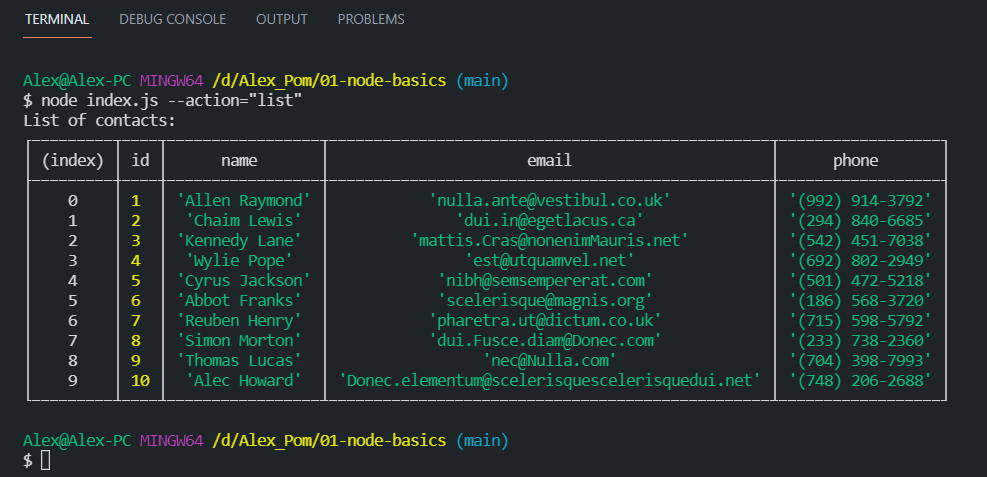 TERMINAL DEBUG CONSOLE OUTPUT PROBLEMS
Alex@Alex-PC MINGW64 /d/Alex_Pom/01-node-basics (main)
$ node index.js --action="list"
List of contacts:
(index) id name email phone
0 1 'Allen Raymond' 'nulla.ante@vestibul.co.uk' '(992) 914-3792'
1 2 'Chaim Lewis' 'dui.in@egetlacus.ca' '(294) 840-6685'
2 3 'Kennedy Lane' 'mattis.Cras@nonenimMauris.net' '(542) 451-7038'
3 4 'Wylie Pope' 'est@utquamvel.net' '(692) 802-2949'
4 5 'Cyrus Jackson' 'nibh@semsempererat.com' '(501) 472-5218'
5 6 'Abbot Franks' 'scelerisque@magnis.org' '(186) 568-3720'
6 7 'Reuben Henry' 'pharetra.ut@dictum.co.uk' '(715) 598-5792'
7 8 'Simon Morton' 'dui.Fusce.diam@Donec.com' '(233) 738-2360'
8 9 'Thomas Lucas' 'nec@Nulla.com' '(704) 398-7993'
9 10 'Alec Howard' 'Donec.elementum@scelerisquescelerisquedui.net' '(748) 206-2688'
Alex@Alex-PC MINGW64 /d/Alex_Pom/01-node-basics (main)
$